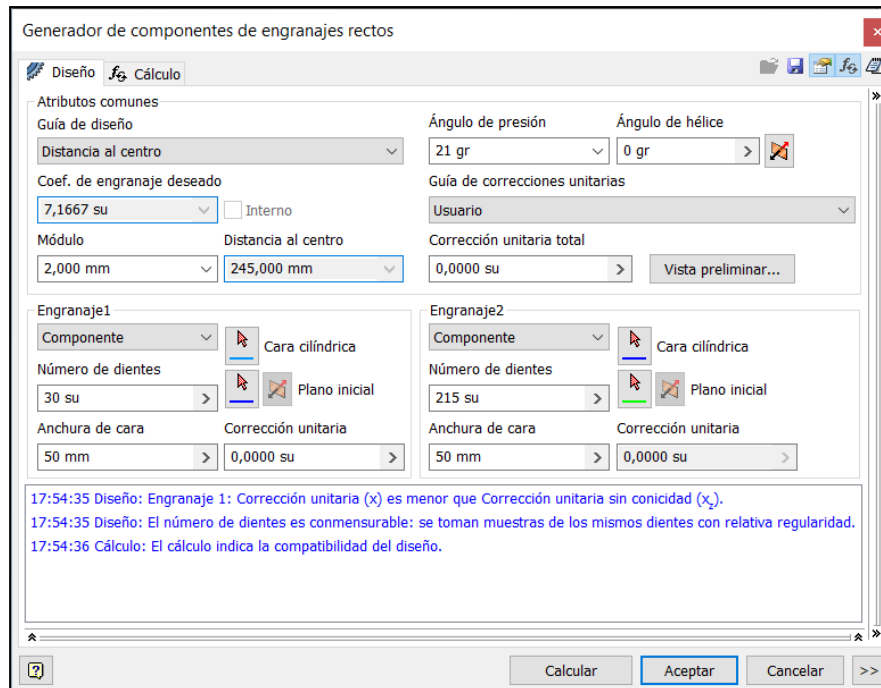 Generador de componentes de engranajes rectos
Diseño Cálculo
Atributos comunes
Guía de diseño Ángulo de presión Ángulo de hélice
Distancia al centro 21 gr 0 gr
Coef. de engranaje deseado Guía de correcciones unitarias
7,1667 su Interno Usuario
Módulo Distancia al centro Corrección unitaria total
2,000 mm 245,000 mm 0,0000 su Vista preliminar...
Engranaje1 Engranaje2
Componente Cara cilíndrica Componente Cara cilíndrica
Número de dientes Número de dientes
30 su Plano inicial 215 su Plano inicial
Anchura de cara Corrección unitaria Anchura de cara Corrección unitaria
50 mm 0,0000 su 50 mm 0,0000 su
17:54:35 Diseño: Engranaje 1: Corrección unitaria (x) es menor que Corrección unitaria sin conicidad (xz).
17:54:35 Diseño: El número de dientes es conmensurable: se toman muestras de los mismos dientes con relativa regularidad.
17:54:36 Cálculo: El cálculo indica la compatibilidad del diseño.
Calcular Aceptar Cancelar >>